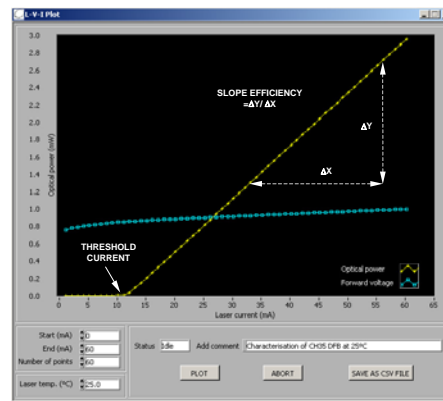 L-V-I Plot
3.0
2.8
2.6
2.4
2.2
2.0
1.8
1.6
1.4
1.2
1.0
0.8
0.6
0.4
0.2
0.0
Optical power (mW)
SLOPE EFFICIENCY
=ΔY/ ΔX
ΔY
ΔX
THRESHOLD
CURRENT
Optical power
Forward voltage
0 5 10 15 20 25 30 35 40 45 50 55 60 65
Laser current (mA)
Start (mA) 0
End (mA) 60
Number of points 60
Laser temp. (ºC) 25.0
Status Idle Add comment Characterisation of CH35 DFB at 25ºC
PLOT ABORT SAVE AS CSV FILE